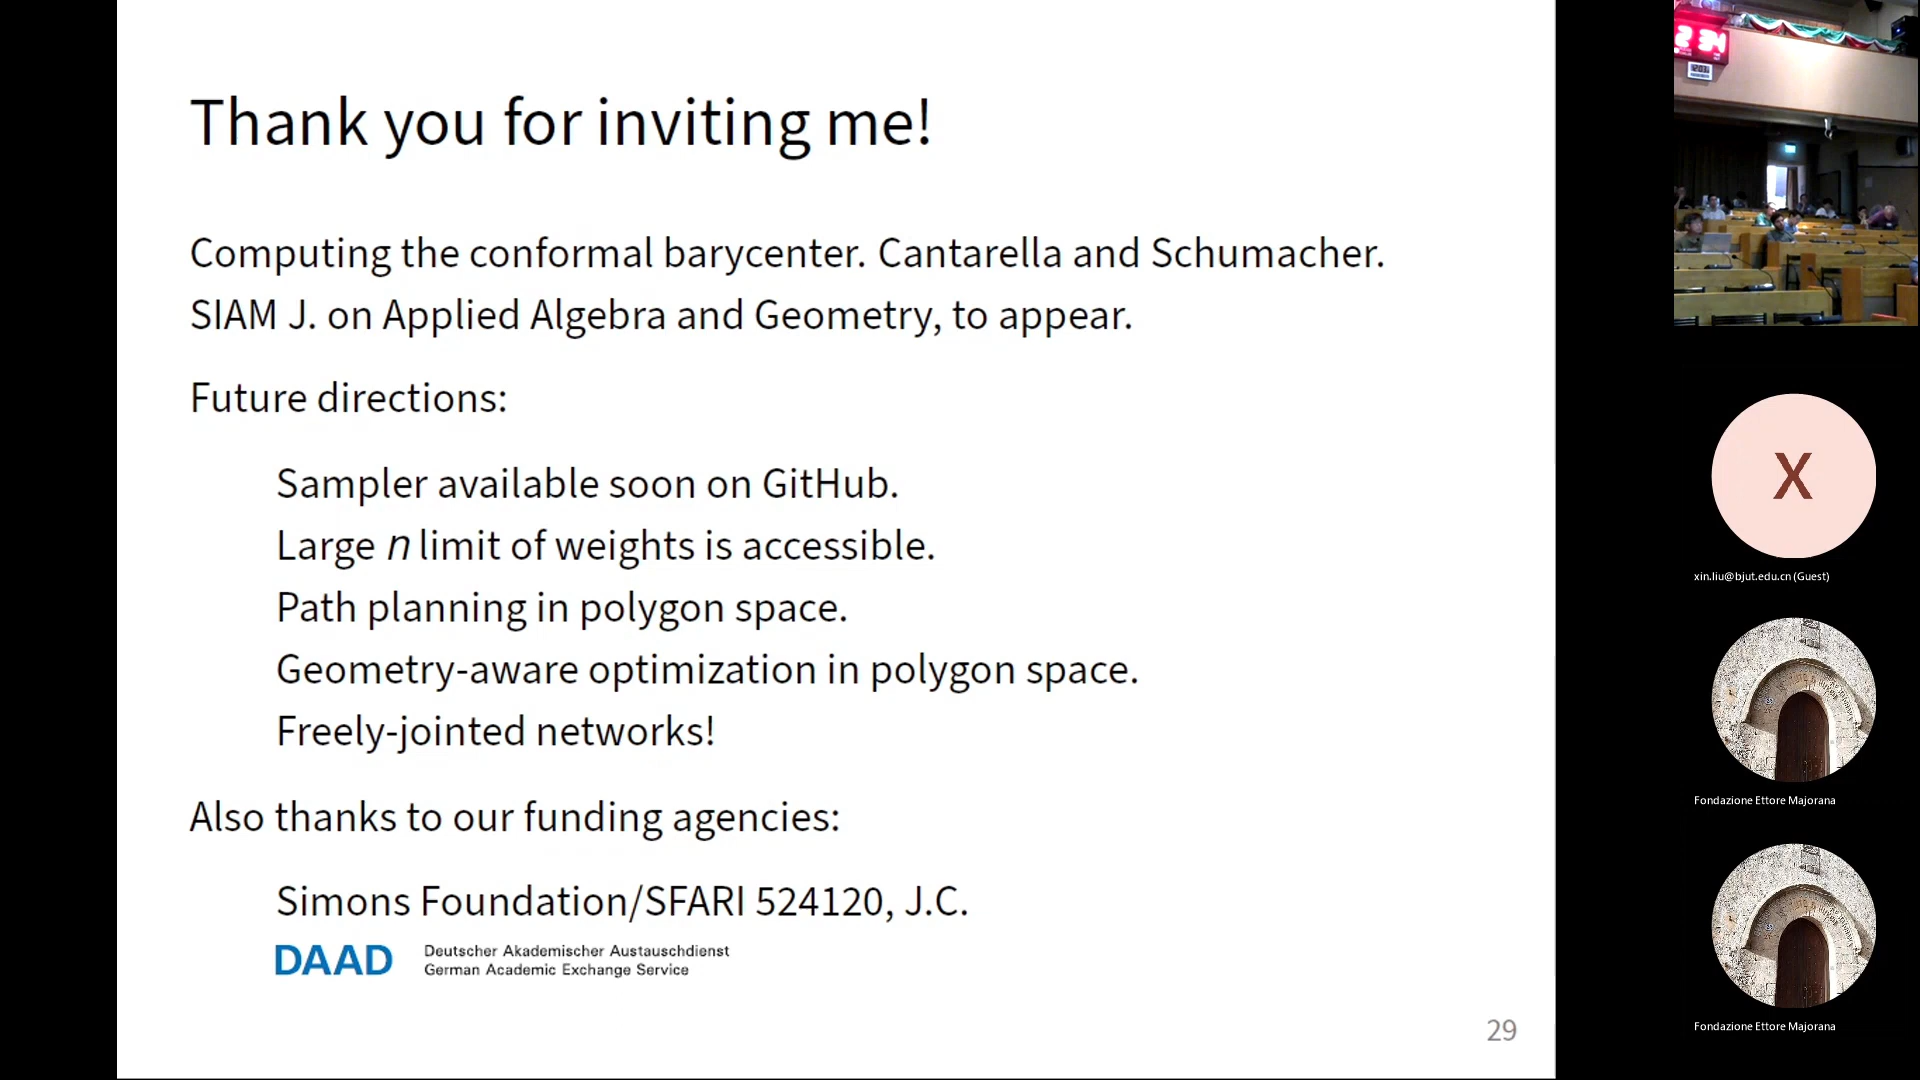 Thank you for inviting me!
Computing the conformal barycenter. Cantarella and Schumacher.
SIAM J. on Applied Algebra and Geometry, to appear.
Future directions:
Sampler available soon on GitHub.
Large n limit of weights is accessible.
Path planning in polygon space.
Geometry-aware optimization in polygon space.
Freely-jointed networks!
Also thanks to our funding agencies:
Simons Foundation/SFARI 524120, J.C.
DAAD
Deutscher Akademischer Austauschdienst
German Academic Exchange Service
29
2 34
X
xin.liu@bjut.edu.cn (Guest)
Fondazione Ettore Majorana
Fondazione Ettore Majorana